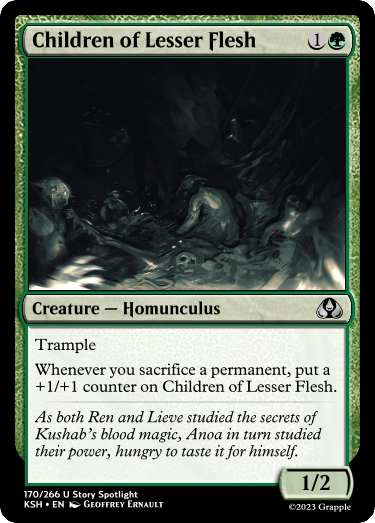 Children of Lesser Flesh 1
Creature — Homunculus
Trample
Whenever you sacrifice a permanent, put a
+1/+1 counter on Children of Lesser Flesh.
As both Ren and Lieve studied the secrets of
Kushab's blood magic, Anoa in turn studied
their power, hungry to taste it for himself.
1/2
170/266 U Story Spotlight
KSH • EN Geoffrey Ernault
©2023 Grapple